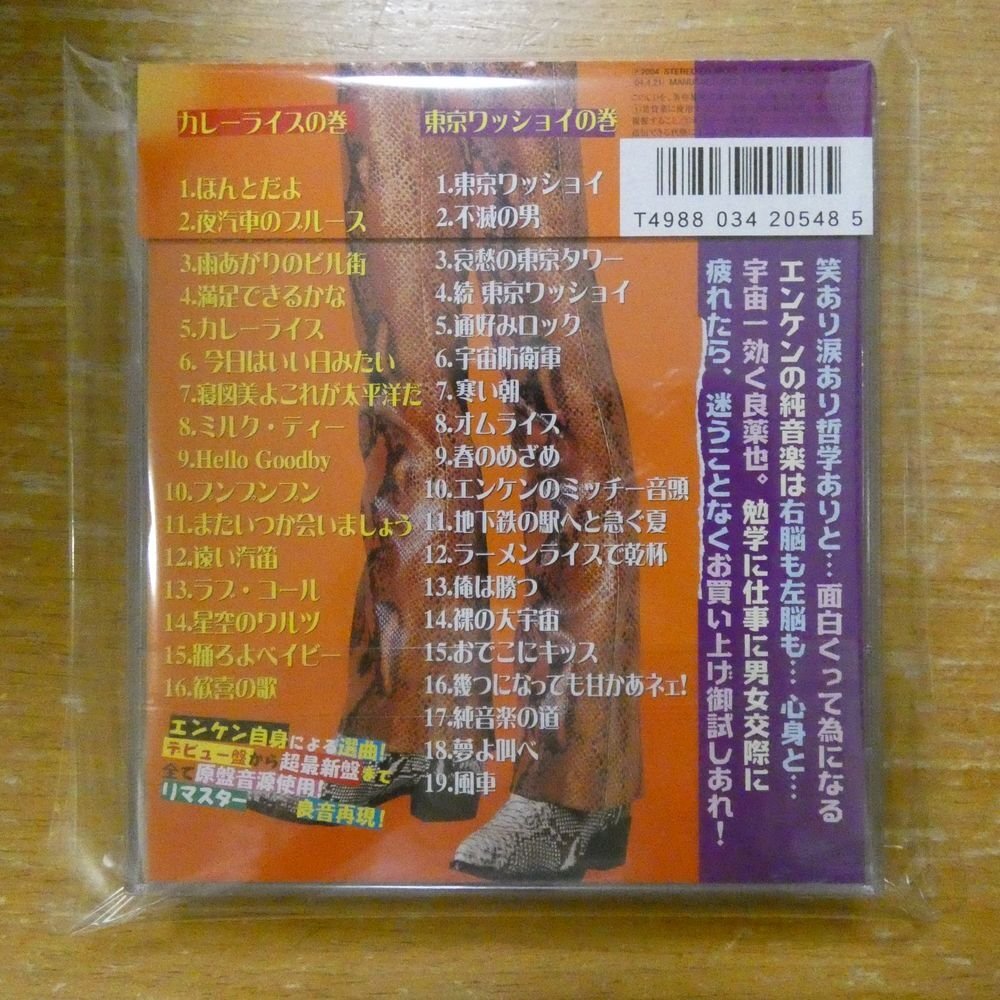 カレーライスの巻
1.ほんとだよ
2.夜汽車のブルース
3.雨あがりのビル街
4.満足できるかな
5.カレーライス
6. 今日はいい日みたい
7.寝図美よこれが太平洋だ
8.ミルク・ティー
9.Hello Goodby
10.ブンブンブン
11.またいつか会いましょう
12.遠い汽笛
13.ラブ・コール
14.星空のワルツ
15.踊ろよベイビー
16.歓喜の歌
東京ワッショイの巻
1.東京ワッショイ
2.不滅の男
3.哀愁の東京タワー
4.続 東京ワッショイ
5.通好みロック
6.宇宙防衛軍
7.寒い朝
8.オムライス
9.春のめざめ
10.エンケンのミッチー音頭
11.地下鉄の駅へと急ぐ夏
12.ラーメンライスで乾杯
13.俺は勝つ
14.裸の大宇宙
15.おでこにキッス
16.幾つになっても甘かあネェ!
17.純音楽の道
18.夢よ叫べ
19.風車
エンケン自身による選曲!
デビュー盤から超最新盤まで
全て原盤音源使用!
リマスター 良音再現!
T4988 034 20548 5
笑あり涙あり哲学ありと…面白くって為になる
エンケンの純音楽は右脳も左脳も…心身と…
宇宙一効く良薬也。勉学に仕事に男女交際に
疲れたら、迷うことなくお買い上げ御試しあれ!